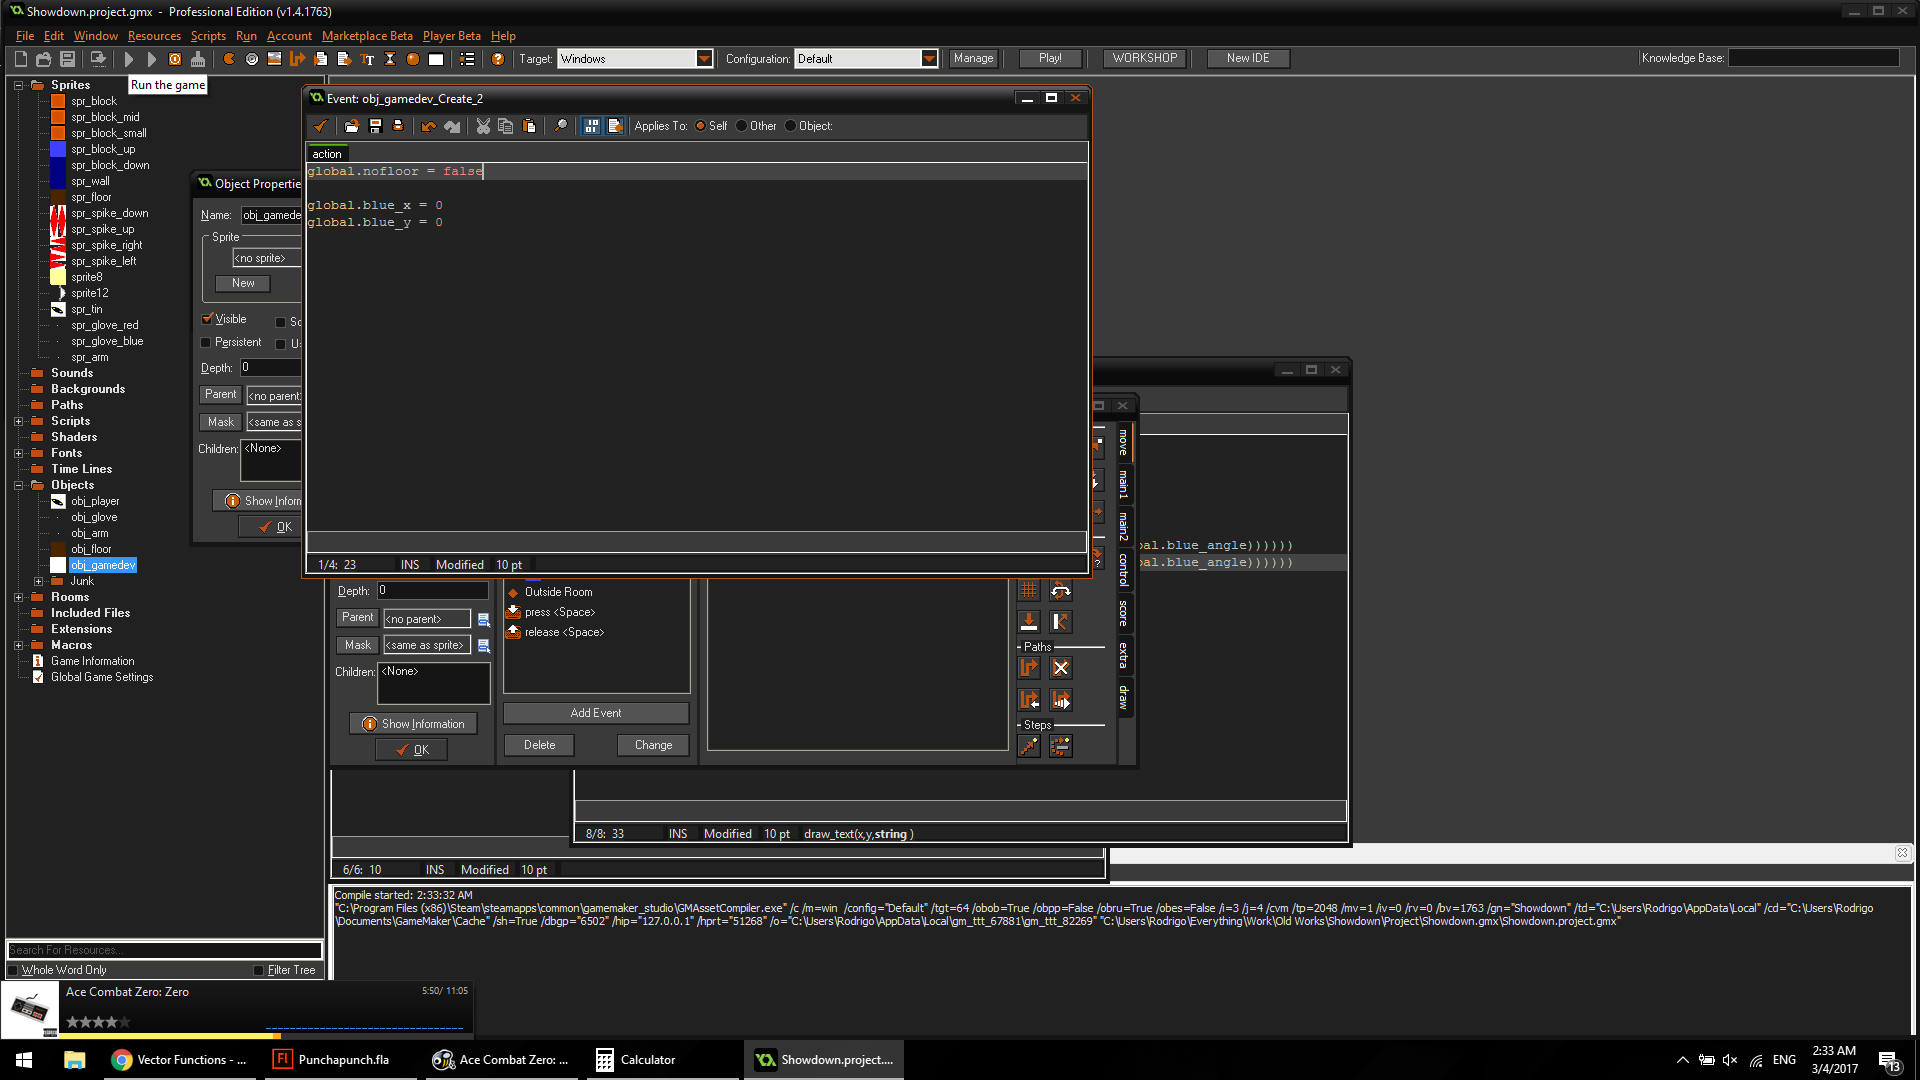 Showdown.project.gmx - Professional Edition (v1.4.1763)
File Edit Window Resources Scripts Run Account Marketplace Beta Player Beta Help
Target: Windows Configuration: Default Manage Play! WORKSHOP New IDE Knowledge Base:
Run the game
Sprites
spr_block
spr_block_mid
spr_block_small
spr_block_up
spr_block_down
spr_wall
spr_floor
spr_spike_down
spr_spike_up
spr_spike_right
spr_spike_left
sprite8
sprite12
spr_tin
spr_glove_red
spr_glove_blue
spr_arm
Sounds
Backgrounds
Paths
Scripts
Shaders
Fonts
Time Lines
Objects
obj_player
obj_glove
obj_arm
obj_floor
obj_gamedev
Junk
Rooms
Included Files
Extensions
Macros
Game Information
Global Game Settings
Search For Resources...
Whole Word Only Filter Tree
Object Propertie
Name: obj_gamede
Sprite
<no sprite>
New
Visible So
Persistent U
Depth: 0
Parent <no parent
Mask <same as s
Children: <None>
Show Inforn
OK
Event: obj_gamedev_Create_2
Applies To: Self Other Object:
action
global.nofloor = false
global.blue_x = 0
global.blue_y = 0
1/4: 23 INS Modified 10 pt
Depth: 0
Parent <no parent>
Mask <same as sprite>
Children: <None>
Show Information
OK
Outside Room
press <Space>
release <Space>
Add Event
Delete Change
Paths
Steps
move
main1
main2
control
score
extra
draw
bal.blue_angle))))))
bal.blue_angle))))))
8/8: 33 INS Modified 10 pt draw_text(x,y,string )
6/6: 10 INS Modified 10 pt
Compile started: 2:33:32 AM
"C:\Program Files (x86)\Steam\steamapps\common\gamemaker_studio\GMAssetCompiler.exe" /c /m=win /config="Default" /tgt=64 /obob=True /obpp=False /obru=True /obes=False /i=3 /j=4 /cvm /tp=2048 /mv=1 /iv=0 /rv=0 /bv=1763 /gn="Showdown" /td="C:\Users\Rodrigo\AppData\Local" /cd="C:\Users\Rodrigo
\Documents\GameMaker\Cache" /sh=True /dbgp="6502" /hip="127.0.0.1" /hprt="51268" /o="C:\Users\Rodrigo\AppData\Local\gm_ttt_67881\gm_ttt_82269" "C:\Users\Rodrigo\Everything\Work\Old Works\Showdown\Project\Showdown.gmx\Showdown.project.gmx"
Ace Combat Zero: Zero 5:50/ 11:05
Vector Functions - ...
Punchapunch.fla
Ace Combat Zero: ...
Calculator
Showdown.project....
ENG
2:33 AM
3/4/2017
13